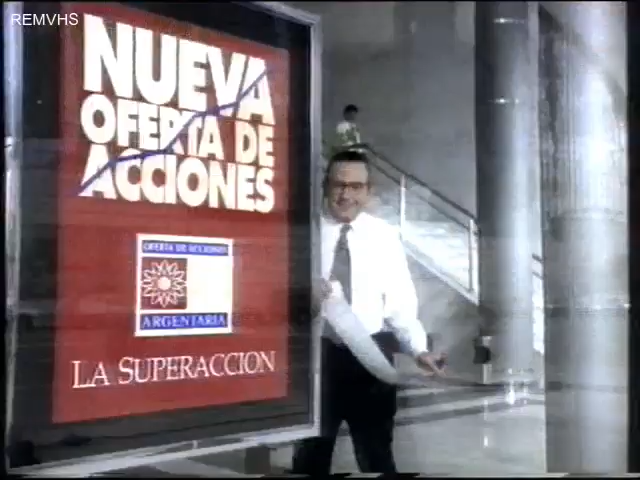 REMVHS
NUEVA
OFERTA DE
ACCIONES
OFERTA DE ACCIONES
ARGENTARIA
LA SUPERACCION